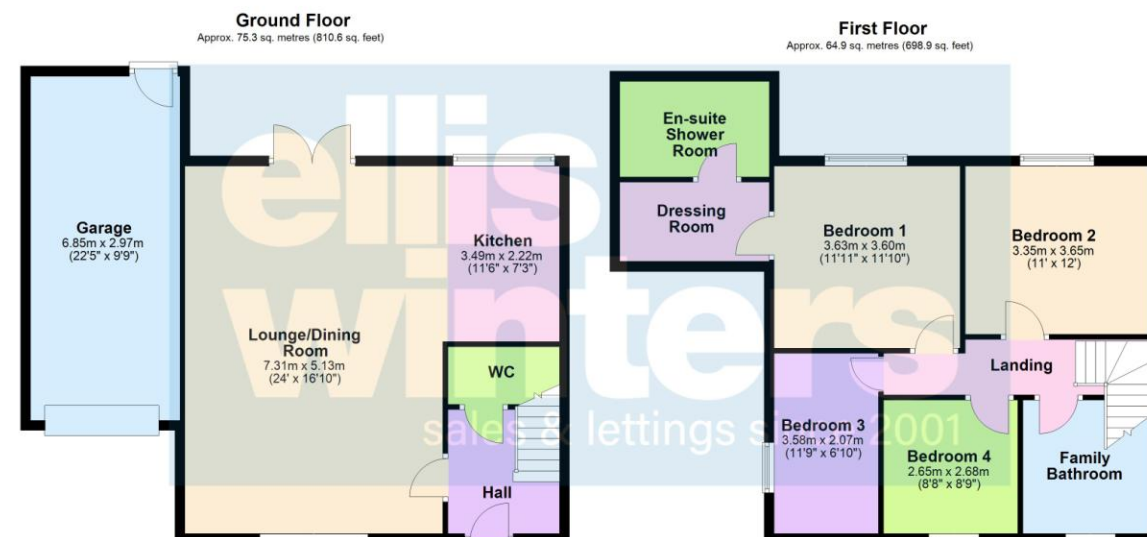 Ground Floor
Approx. 75.3 sq. metres (810.6 sq. feet)
First Floor
Approx. 64.9 sq. metres (698.9 sq. feet)
Garage
6.85m x 2.97m
(22'5" x 9'9")
Lounge/Dining
Room
7.31m x 5.13m
(24' x 16'10")
Kitchen
3.49m x 2.22m
(11'6" x 7'3")
WC
Hall
En-suite
Shower
Room
Dressing
Room
Bedroom 1
3.63m x 3.60m
(11'11" x 11'10")
Bedroom 2
3.35m x 3.65m
(11' x 12')
Landing
Bedroom 3
3.58m x 2.07m
(11'9" x 6'10")
Bedroom 4
2.65m x 2.68m
(8'8" x 8'9")
Family
Bathroom
ellis
winters
sales & lettings 2001